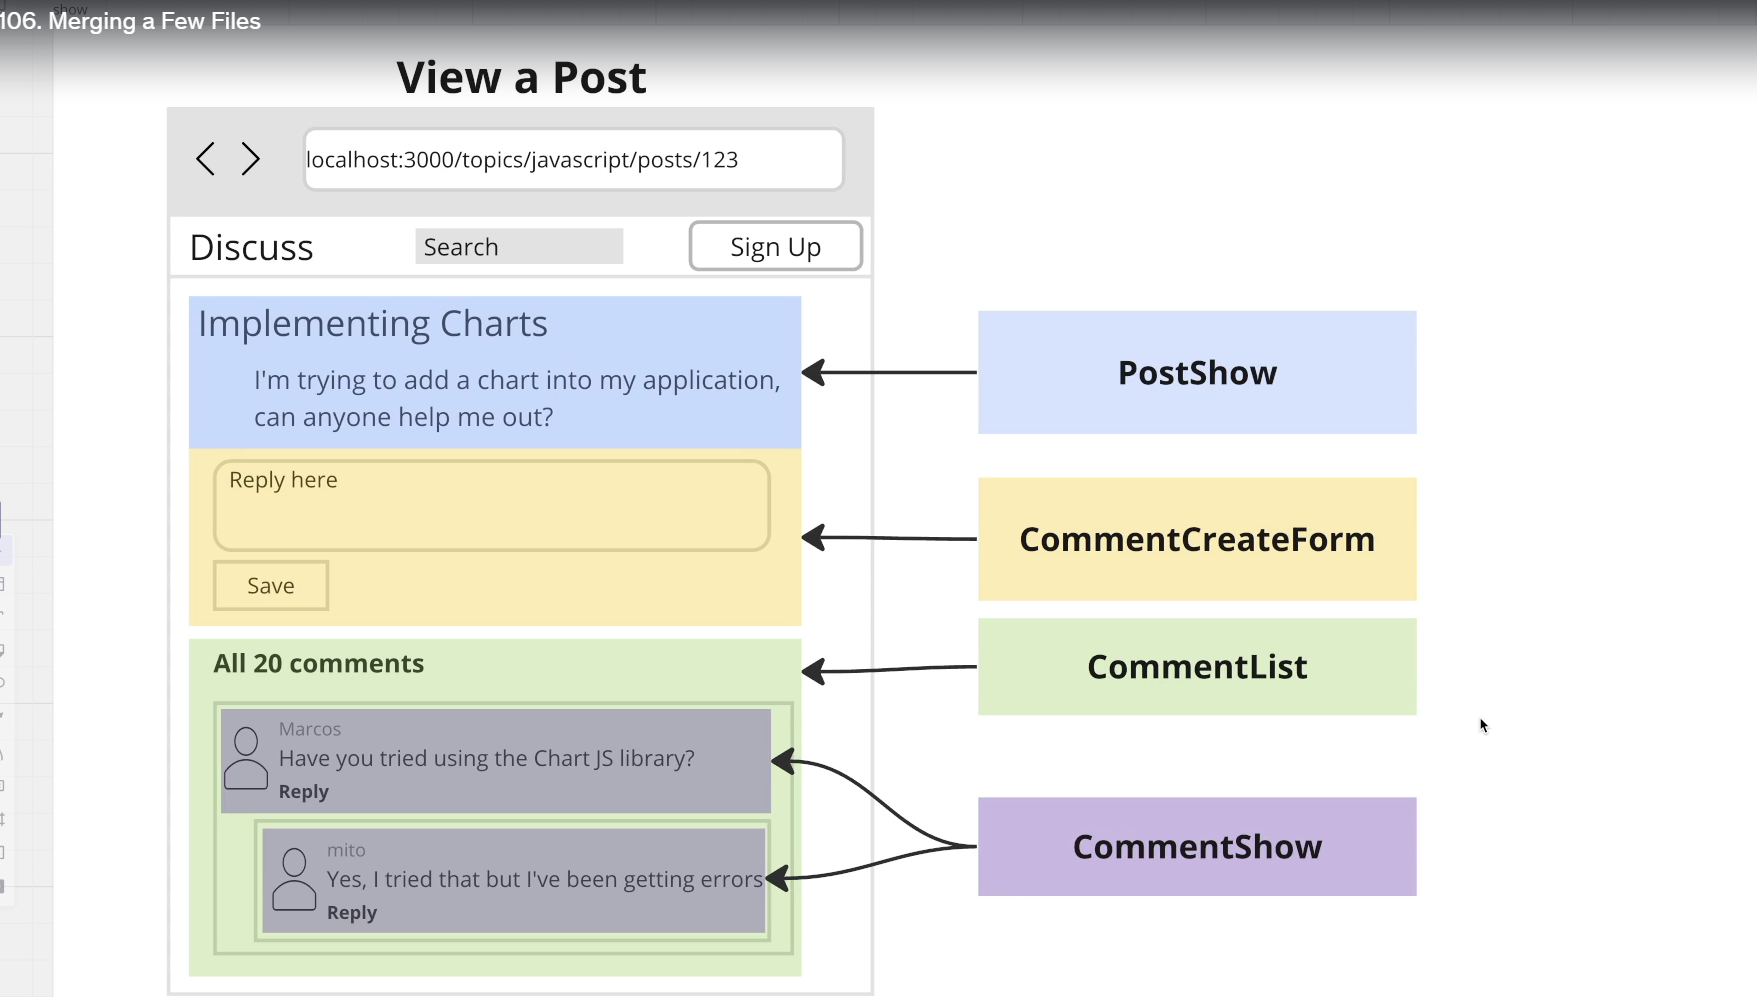 show
106. Merging a Few Files
View a Post
localhost:3000/topics/javascript/posts/123
Discuss
Search
Sign Up
Implementing Charts
I'm trying to add a chart into my application,
can anyone help me out?
PostShow
Reply here
Save
CommentCreateForm
All 20 comments
CommentList
Marcos
Have you tried using the Chart JS library?
Reply
mito
Yes, I tried that but I've been getting errors
Reply
CommentShow